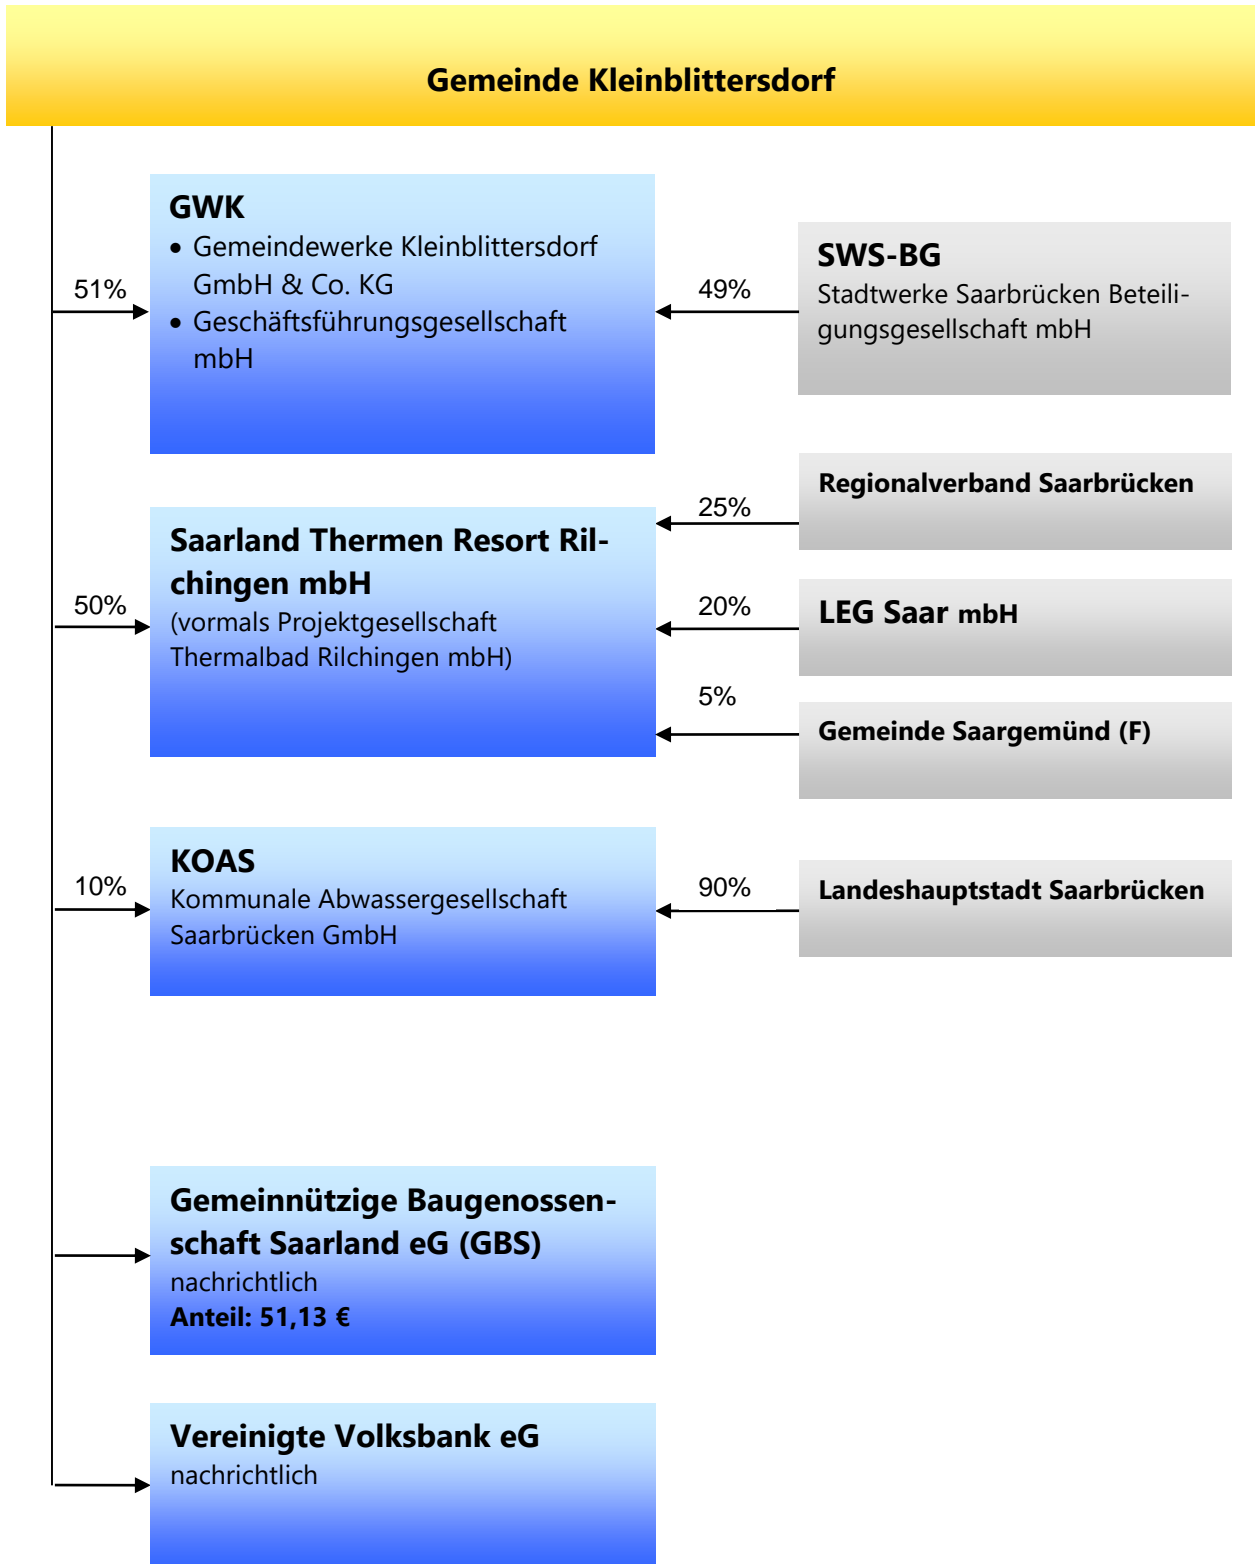 Gemeinde Kleinblittersdorf
GWK
• Gemeindewerke Kleinblittersdorf
GmbH & Co. KG
• Geschäftsführungsgesellschaft
mbH
51%
49%
SWS-BG
Stadtwerke Saarbrücken Beteili-
gungsgesellschaft mbH
Saarland Thermen Resort Ril-
chingen mbH
(vormals Projektgesellschaft
Thermalbad Rilchingen mbH)
50%
25%
Regionalverband Saarbrücken
20%
LEG Saar mbH
5%
Gemeinde Saargemünd (F)
KOAS
Kommunale Abwassergesellschaft
Saarbrücken GmbH
10%
90%
Landeshauptstadt Saarbrücken
Gemeinnützige Baugenossen-
schaft Saarland eG (GBS)
nachrichtlich
Anteil: 51,13 €
Vereinigte Volksbank eG
nachrichtlich